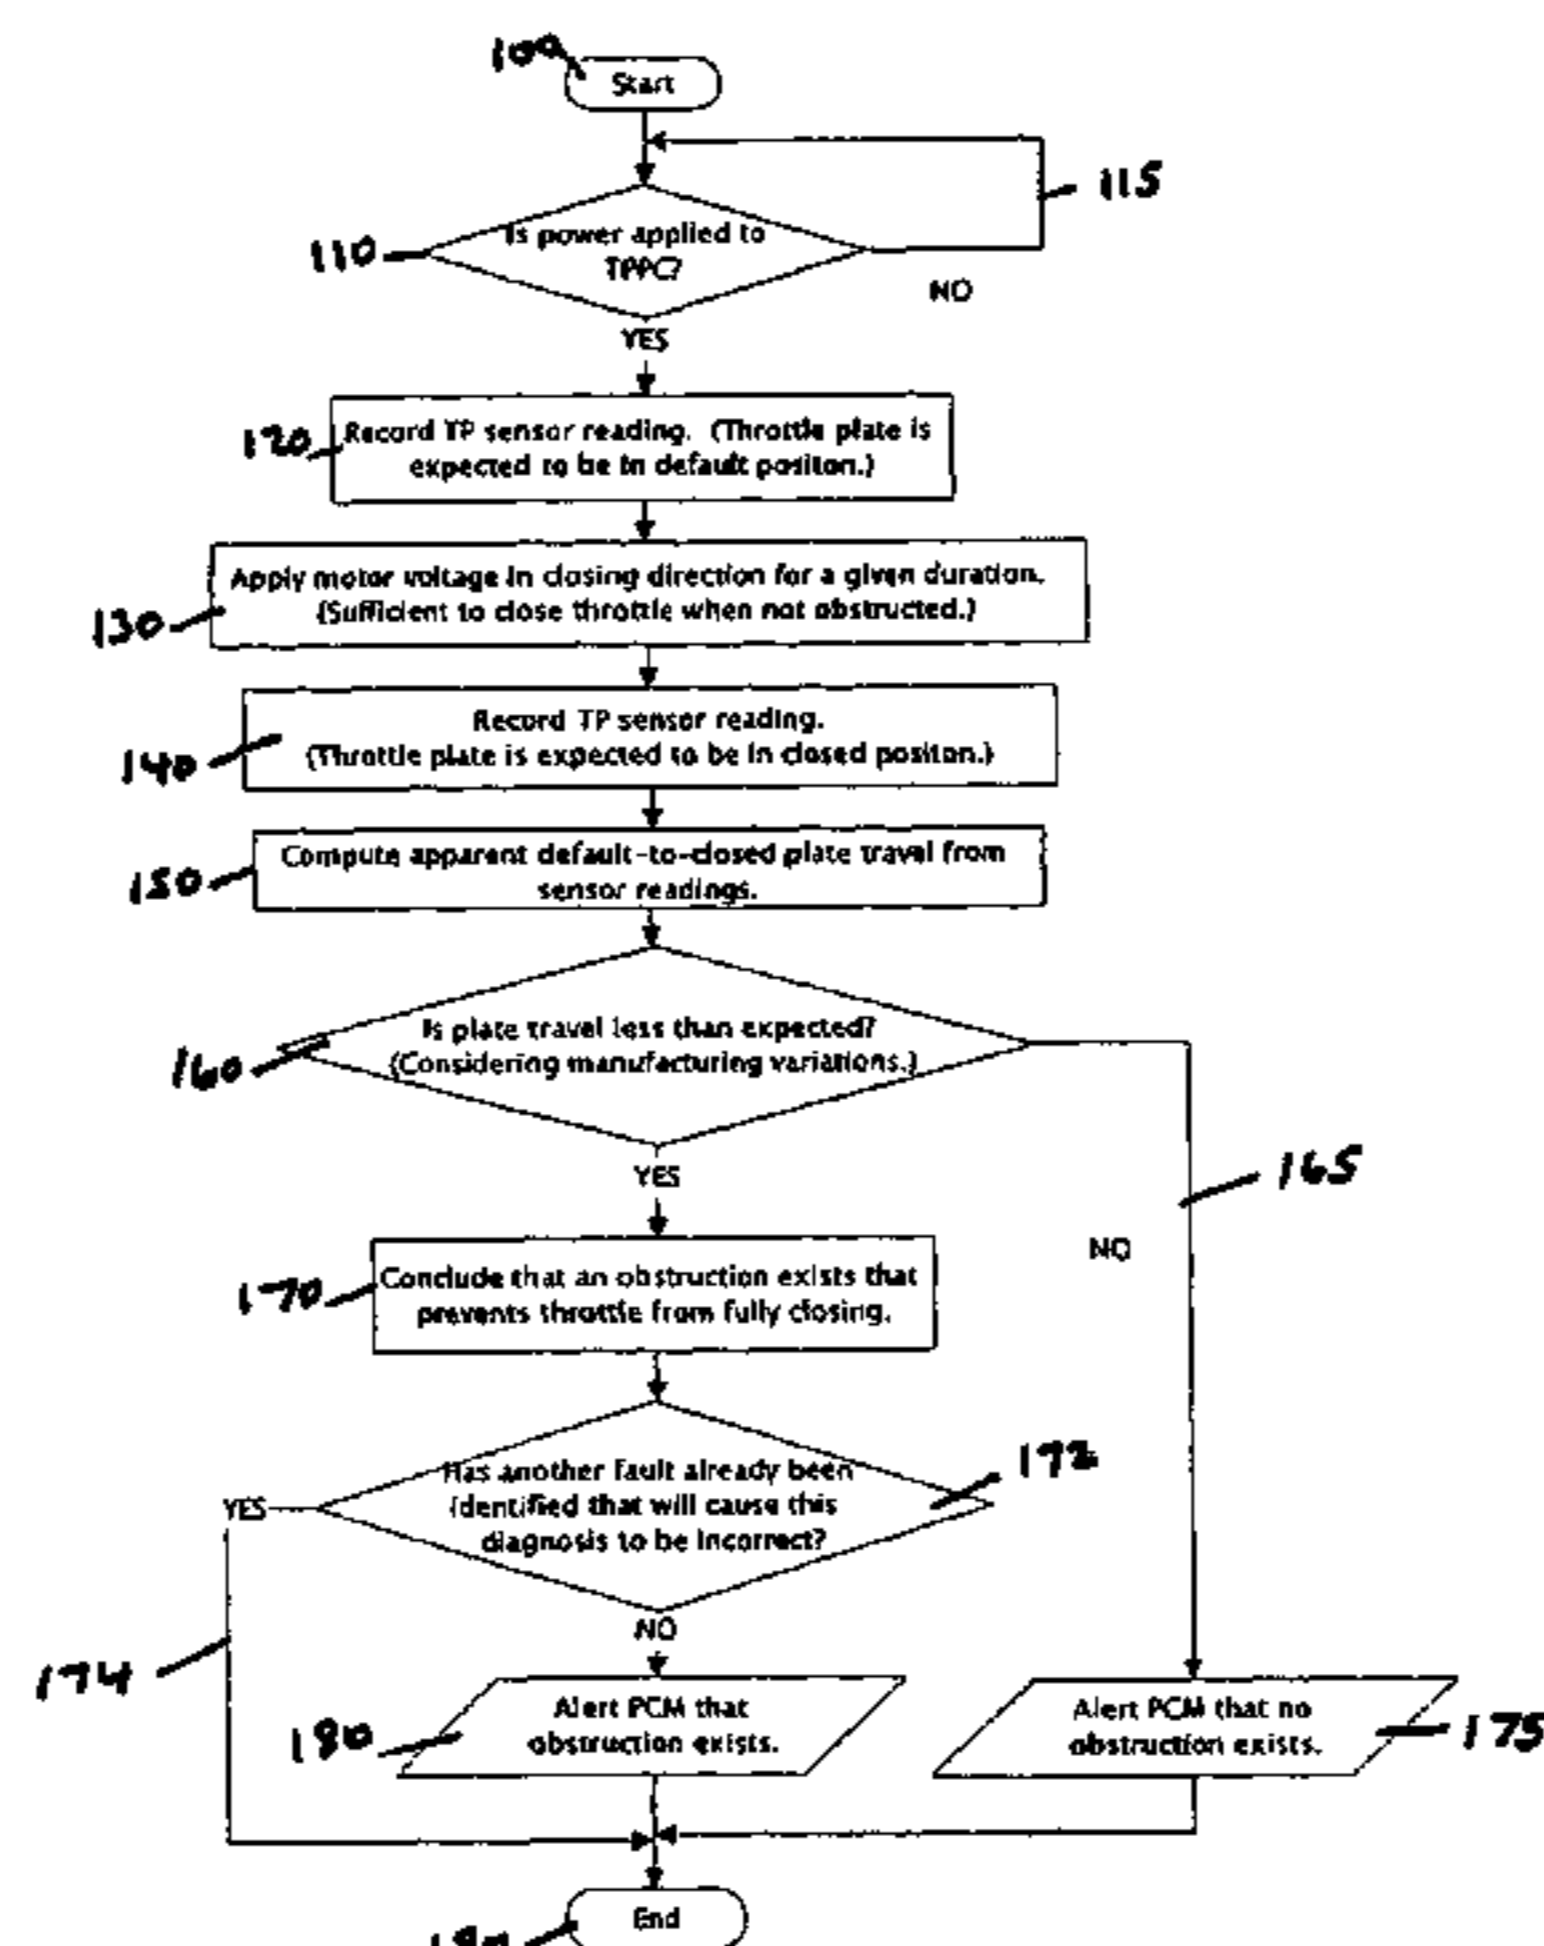 100
Start
115
110
Is power applied to
TPPC?
NO
YES
120
Record TP sensor reading. (Throttle plate is
expected to be in default positon.)
Apply motor voltage in closing direction for a given duration.
(Sufficient to close throttle when not obstructed.)
130
Record TP sensor reading.
(Throttle plate is expected to be in closed positon.)
140
Compute apparent default-to-closed plate travel from
sensor readings.
150
Is plate travel less than expected?
(Considering manufacturing variations.)
160
YES
165
NO
170
Conclude that an obstruction exists that
prevents throttle from fully closing.
172
Has another fault already been
identified that will cause this
diagnosis to be incorrect?
YES
NO
174
Alert PCM that
obstruction exists.
180
Alert PCM that no
obstruction exists.
175
End